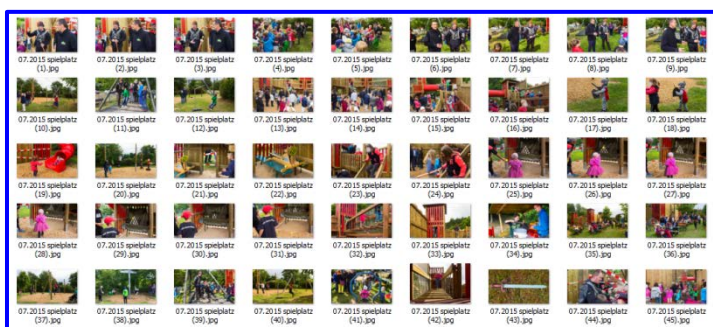 07.2015 spielplatz 07.2015 spielplatz 07.2015 spielplatz 07.2015 spielplatz 07.2015 spielplatz 07.2015 spielplatz 07.2015 spielplatz 07.2015 spielplatz 07.2015 spielplatz
(1).jpg (2).jpg (3).jpg (4).jpg (5).jpg (6).jpg (7).jpg (8).jpg (9).jpg
07.2015 spielplatz 07.2015 spielplatz 07.2015 spielplatz 07.2015 spielplatz 07.2015 spielplatz 07.2015 spielplatz 07.2015 spielplatz 07.2015 spielplatz 07.2015 spielplatz
(10).jpg (11).jpg (12).jpg (13).jpg (14).jpg (15).jpg (16).jpg (17).jpg (18).jpg
07.2015 spielplatz 07.2015 spielplatz 07.2015 spielplatz 07.2015 spielplatz 07.2015 spielplatz 07.2015 spielplatz 07.2015 spielplatz 07.2015 spielplatz 07.2015 spielplatz
(19).jpg (20).jpg (21).jpg (22).jpg (23).jpg (24).jpg (25).jpg (26).jpg (27).jpg
07.2015 spielplatz 07.2015 spielplatz 07.2015 spielplatz 07.2015 spielplatz 07.2015 spielplatz 07.2015 spielplatz 07.2015 spielplatz 07.2015 spielplatz 07.2015 spielplatz
(28).jpg (29).jpg (30).jpg (31).jpg (32).jpg (33).jpg (34).jpg (35).jpg (36).jpg
07.2015 spielplatz 07.2015 spielplatz 07.2015 spielplatz 07.2015 spielplatz 07.2015 spielplatz 07.2015 spielplatz 07.2015 spielplatz 07.2015 spielplatz 07.2015 spielplatz
(37).jpg (38).jpg (39).jpg (40).jpg (41).jpg (42).jpg (43).jpg (44).jpg (45).jpg